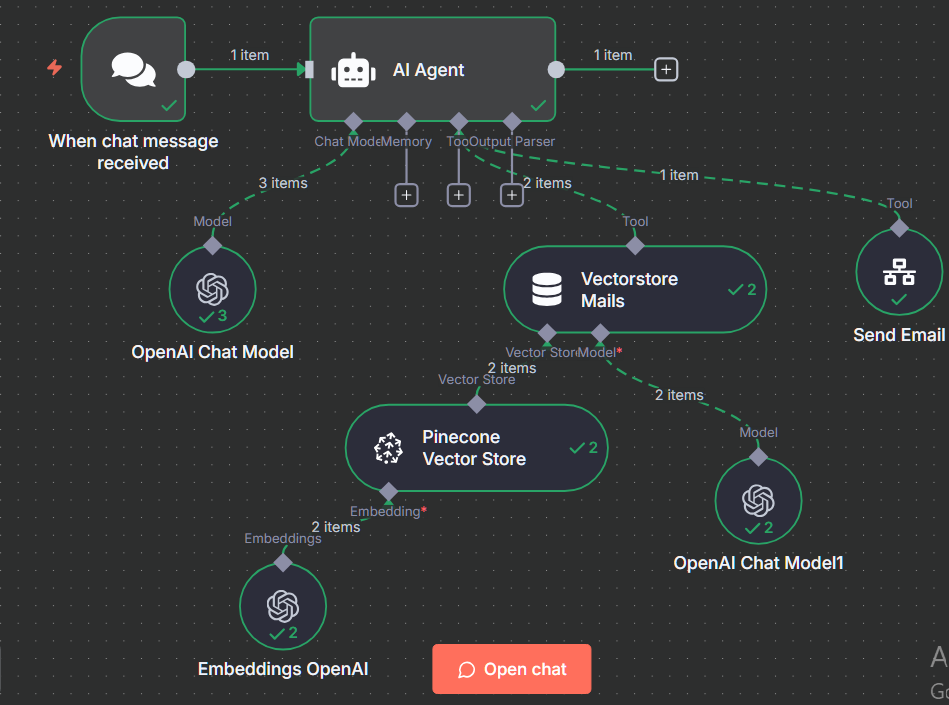 1 item
1 item
AI Agent
When chat message
received
Chat Mode
Memory
Too
Output Parser
3 items
2 items
1 item
Model
Tool
Tool
Vectorstore
Mails
2
3
OpenAI Chat Model
Send Email
Vector Stor
Model*
2 items
Vector Store
2 items
Pinecone
Vector Store
2
Model
Embedding*
2 items
Embeddings
2
OpenAI Chat Model1
2
Embeddings OpenAI
Open chat
A
Go